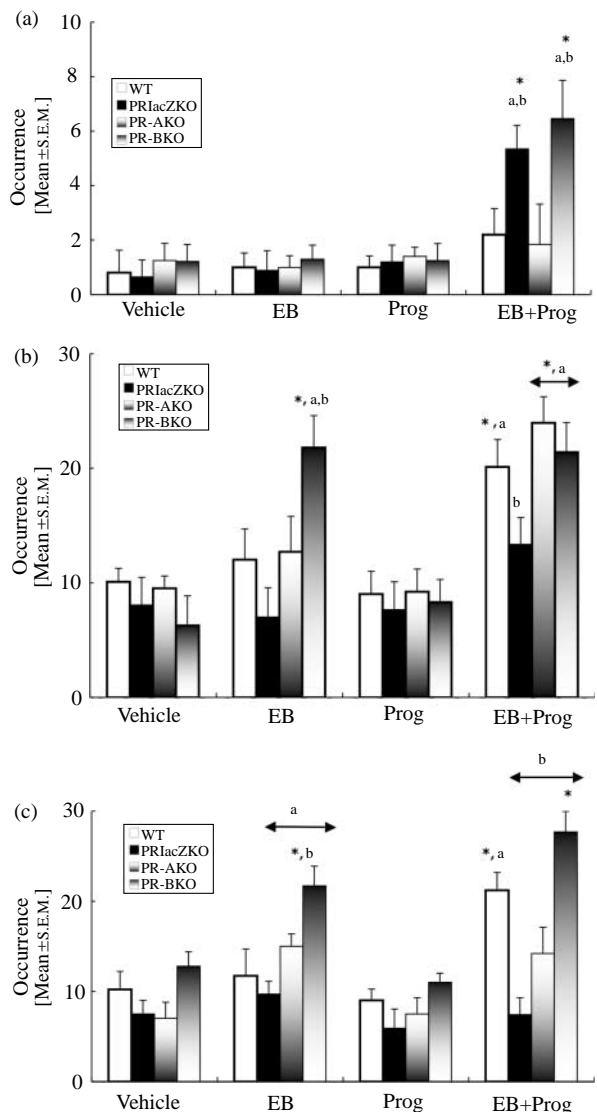 (a)
10
8
6
4
2
0
Occurrence
[Mean ±S.E.M.]
WT
PRlacZKO
PR-AKO
PR-BKO
*
a,b
*
a,b
Vehicle EB Prog EB+Prog
(b)
30
20
10
0
Occurrence
[Mean ±S.E.M.]
WT
PRlacZKO
PR-AKO
PR-BKO
*, a,b
*, a
b
*, a
Vehicle EB Prog EB+Prog
(c)
30
20
10
0
Occurrence
[Mean ±S.E.M.]
WT
PRlacZKO
PR-AKO
PR-BKO
a
*, b
b
*, a
*
Vehicle EB Prog EB+Prog